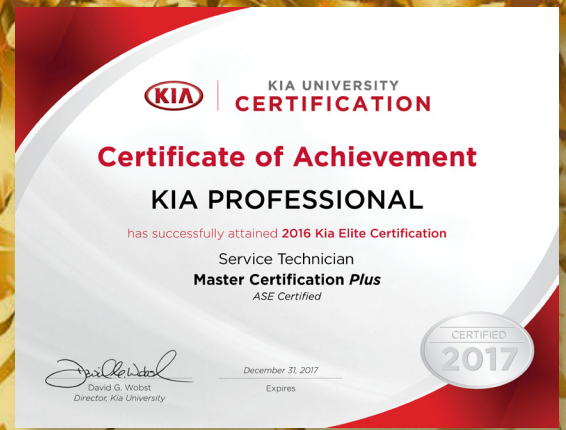 KIA
KIA UNIVERSITY
CERTIFICATION
Certificate of Achievement
KIA PROFESSIONAL
has successfully attained 2016 Kia Elite Certification
Service Technician
Master Certification Plus
ASE Certified
David G. Wobst
Director, Kia University
December 31, 2017
Expires
CERTIFIED
2017